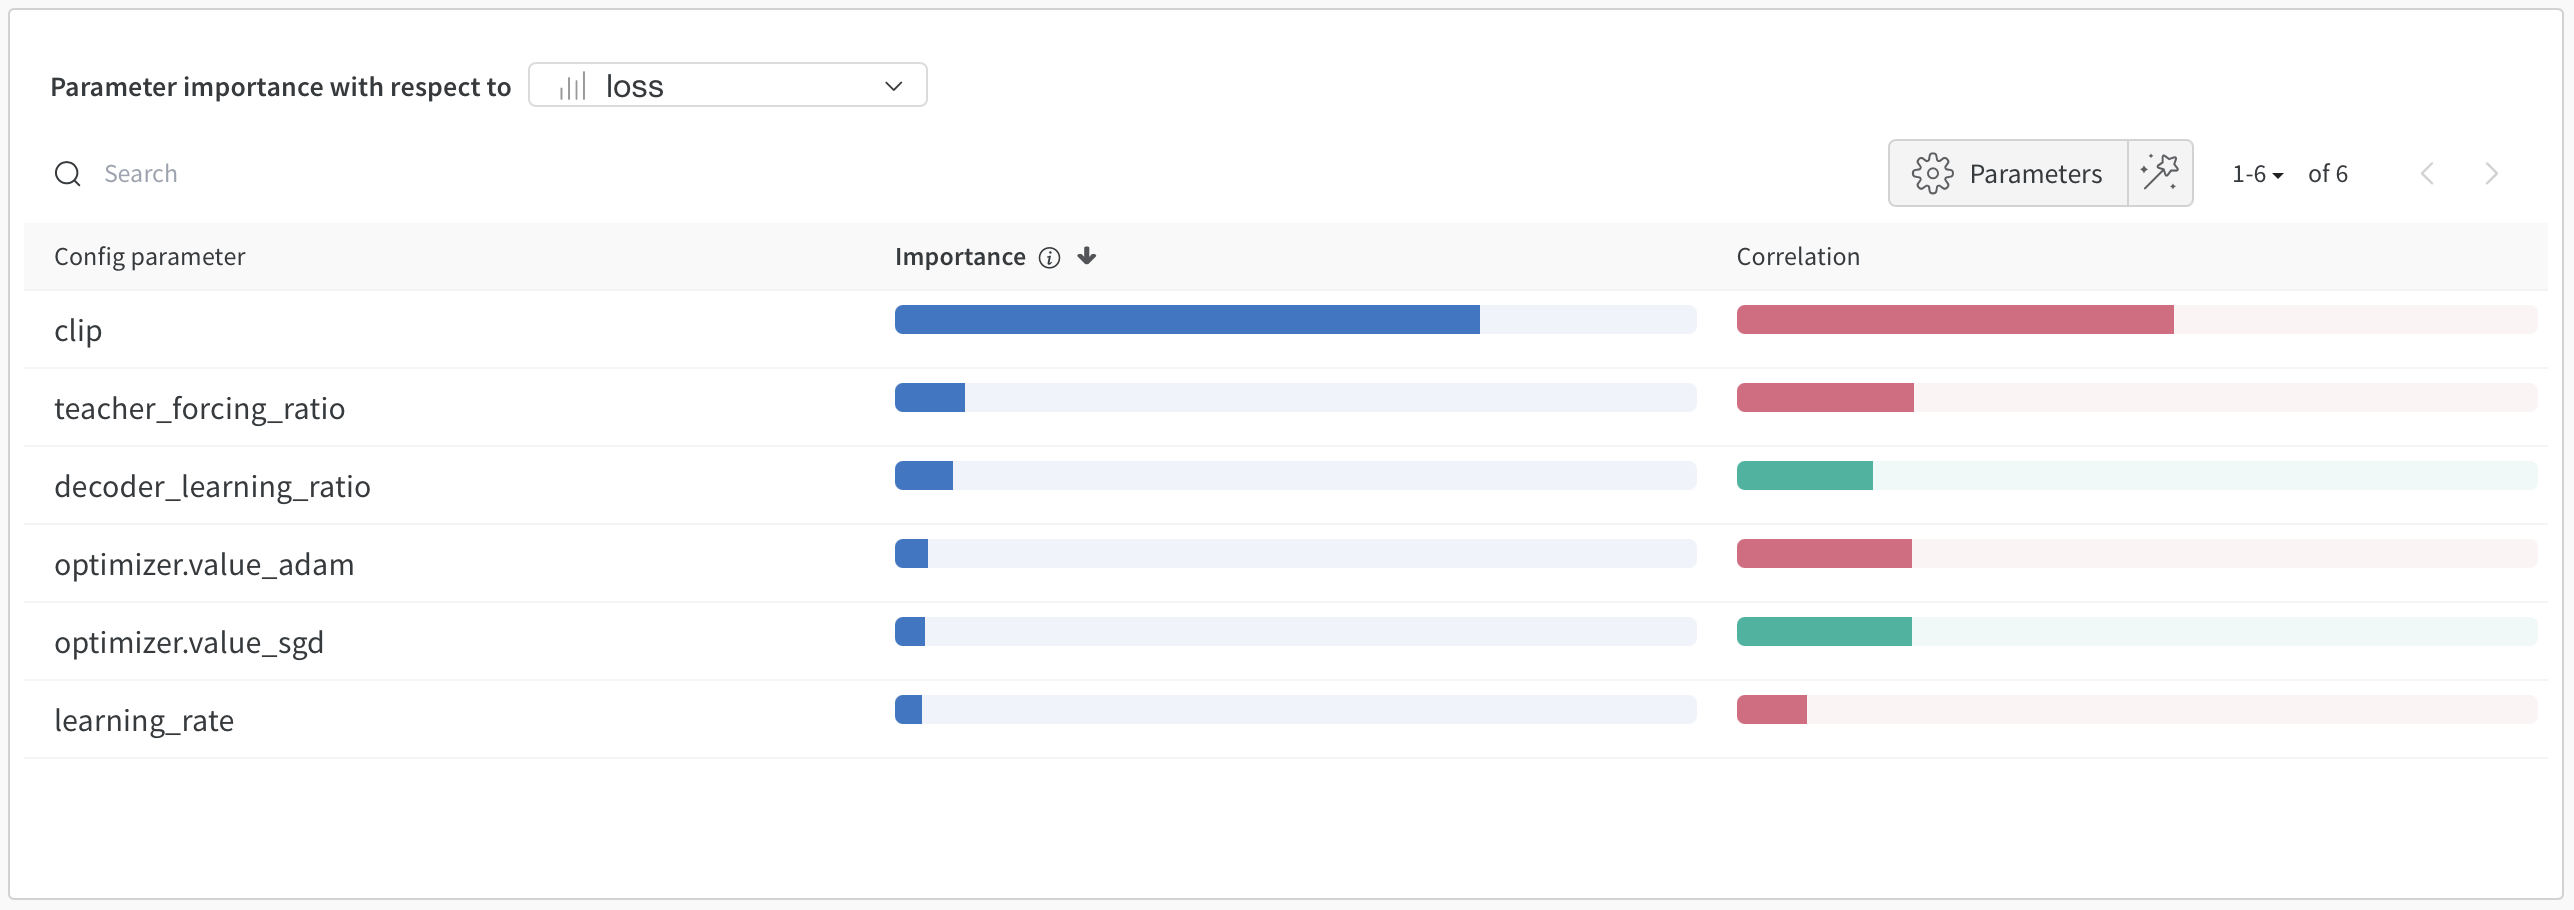 Parameter importance with respect to loss
Search Parameters 1-6 of 6
Config parameter Importance Correlation
clip
teacher_forcing_ratio
decoder_learning_ratio
optimizer.value_adam
optimizer.value_sgd
learning_rate